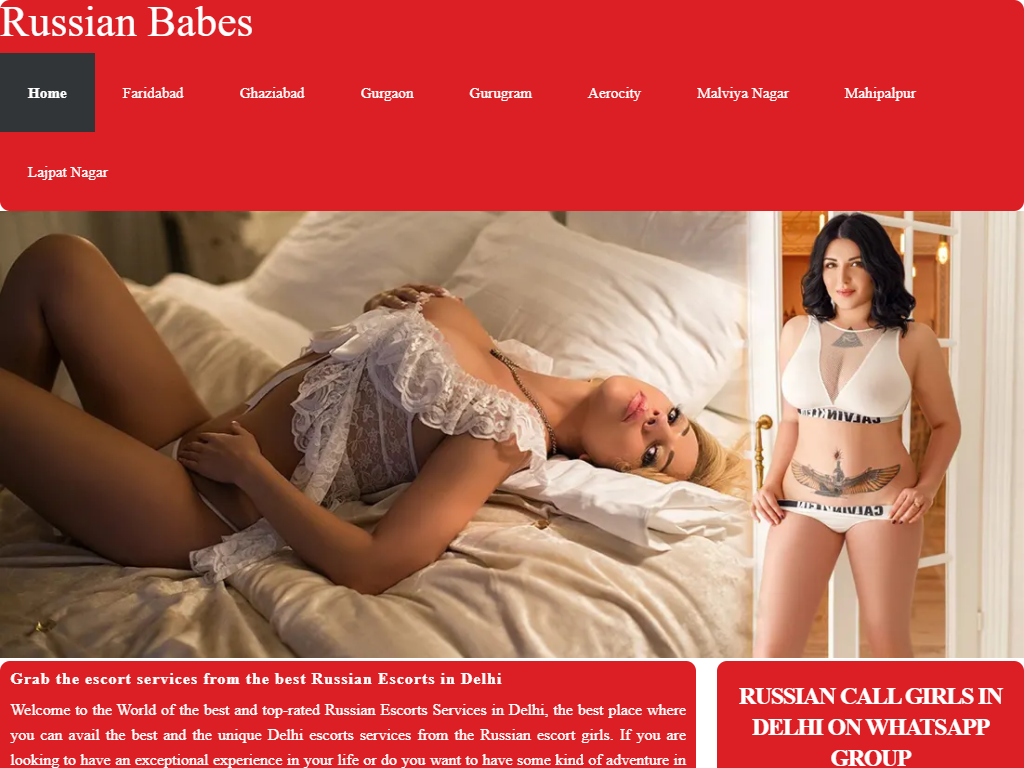 Russian Babes
Home Faridabad Ghaziabad Gurgaon Gurugram Aerocity Malviya Nagar Mahipalpur
Lajpat Nagar
CALVIN KLEIN
CALVIN KLEIN
Grab the escort services from the best Russian Escorts in Delhi
Welcome to the World of the best and top-rated Russian Escorts Services in Delhi, the best place where
you can avail the best and the unique Delhi escorts services from the Russian escort girls. If you are
looking to have an exceptional experience in your life or do you want to have some kind of adventure in
RUSSIAN CALL GIRLS IN
DELHI ON WHATSAPP
GROUP